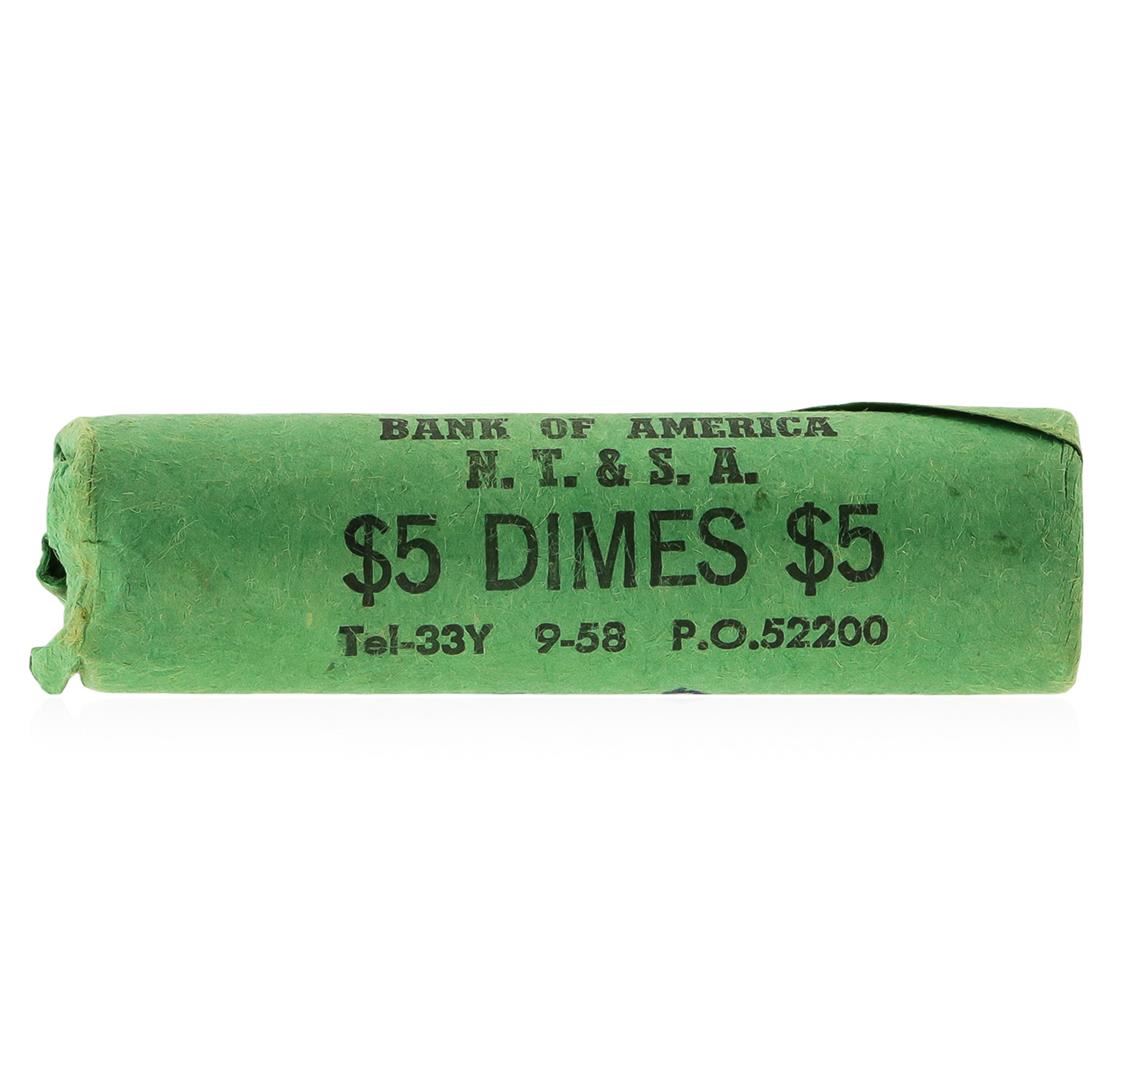 BANK OF AMERICA
N. T. & S. A.
$5 DIMES $5
Tel-33Y 9-58 P.O.52200